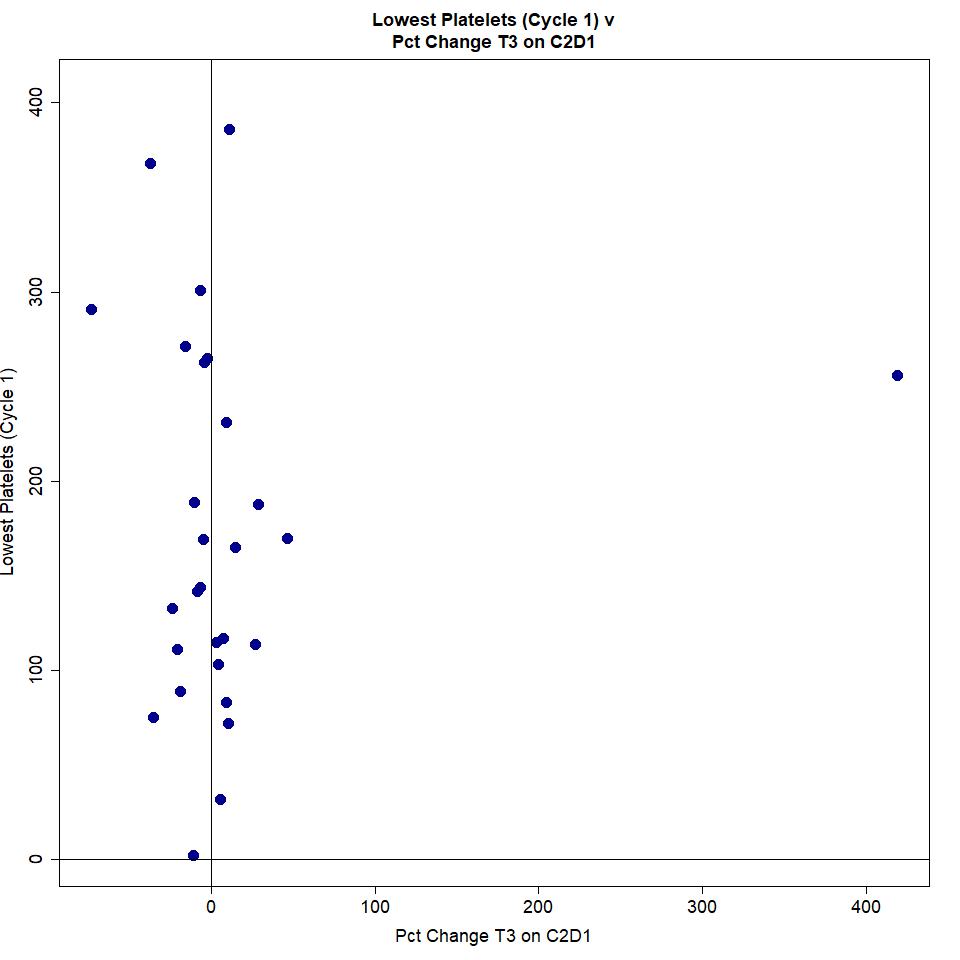 Lowest Platelets (Cycle 1) v
Pct Change T3 on C2D1
400
300
200
100
0
Lowest Platelets (Cycle 1)
0 100 200 300 400
Pct Change T3 on C2D1